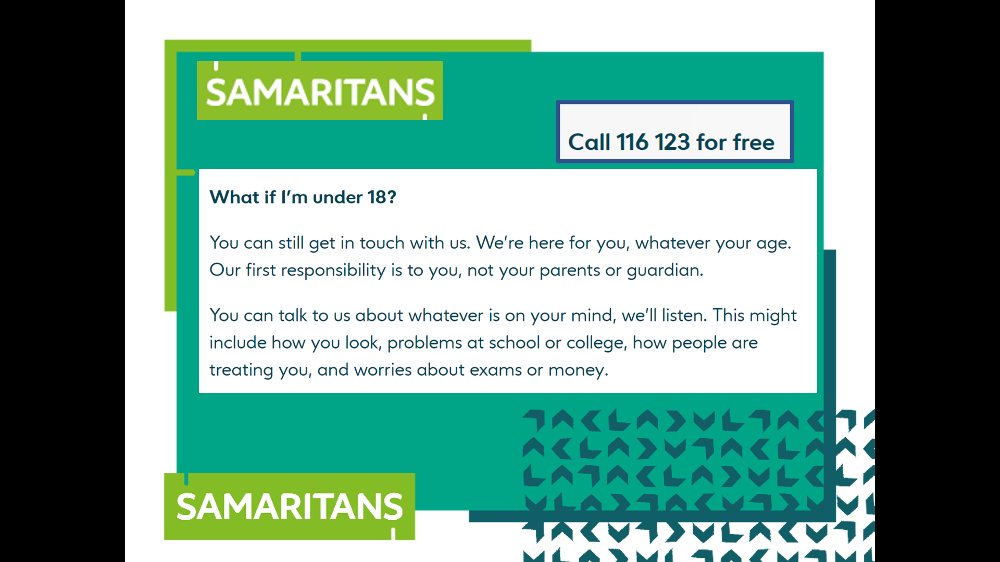 SAMARITANS
Call 116 123 for free
What if I'm under 18?
You can still get in touch with us. We're here for you, whatever your age.
Our first responsibility is to you, not your parents or guardian.
You can talk to us about whatever is on your mind, we'll listen. This might
include how you look, problems at school or college, how people are
treating you, and worries about exams or money.
SAMARITANS